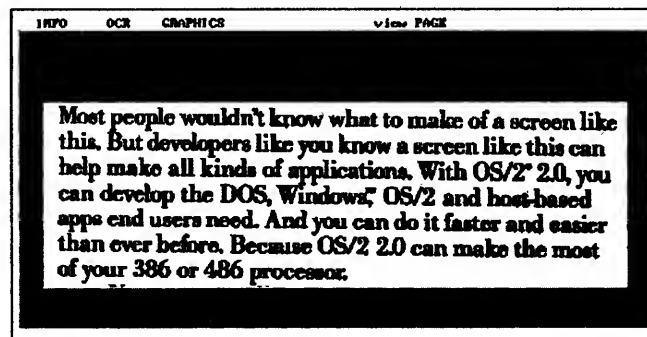 INFO OCR GRAPHICS view PAGE
Most people wouldn't know what to make of a screen like
this. But developers like you know a screen like this can
help make all kinds of applications. With OS/2® 2.0, you
can develop the DOS, Windows,™ OS/2 and host-based
apps end users need. And you can do it faster and easier
than ever before. Because OS/2 2.0 can make the most
of your 386 or 486 processor.